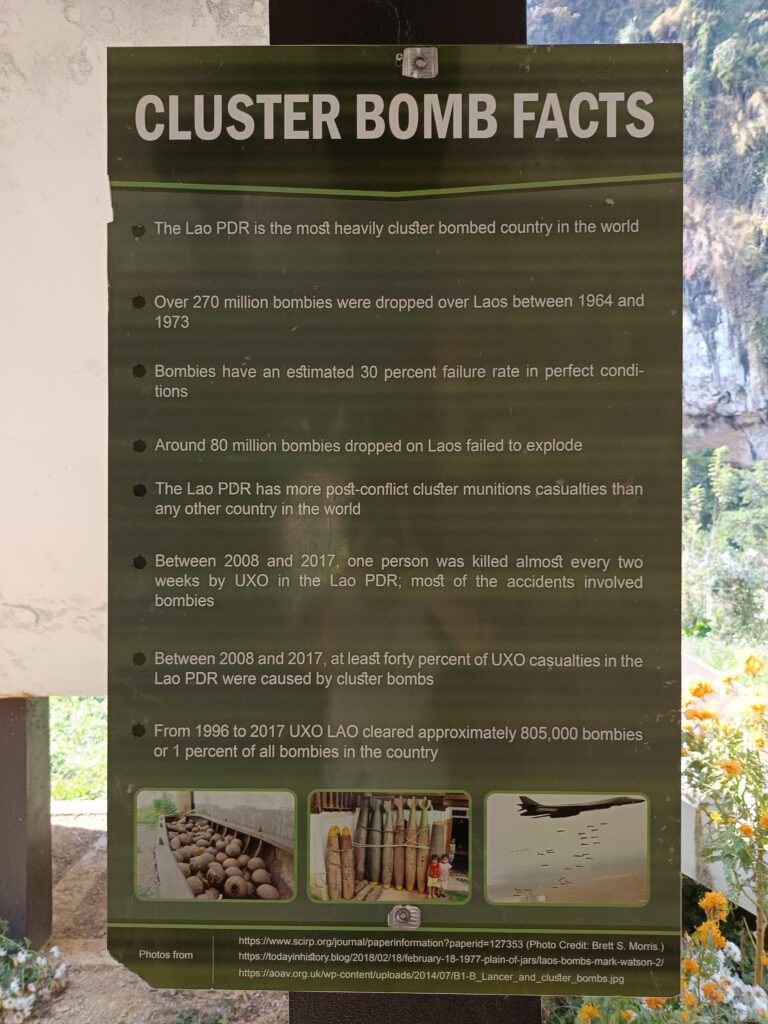 CLUSTER BOMB FACTS
The Lao PDR is the most heavily cluster bombed country in the world
Over 270 million bombies were dropped over Laos between 1964 and
1973
Bombies have an estimated 30 percent failure rate in perfect condi-
tions
Around 80 million bombies dropped on Laos failed to explode
The Lao PDR has more post-conflict cluster munitions casualties than
any other country in the world
Between 2008 and 2017, one person was killed almost every two
weeks by UXO in the Lao PDR; most of the accidents involved
bombies
Between 2008 and 2017, at least forty percent of UXO casualties in the
Lao PDR were caused by cluster bombs
From 1996 to 2017 UXO LAO cleared approximately 805,000 bombies
or 1 percent of all bombies in the country
Photos from
https://www.scirp.org/journal/paperinformation?paperid=127353 (Photo Credit: Brett S. Morris.)
https://todayinhistory.blog/2018/02/18/february-18-1977-plain-of-jars/laos-bombs-mark-watson-2/
https://aoav.org.uk/wp-content/uploads/2014/07/B1-B_Lancer_and_cluster_bombs.jpg